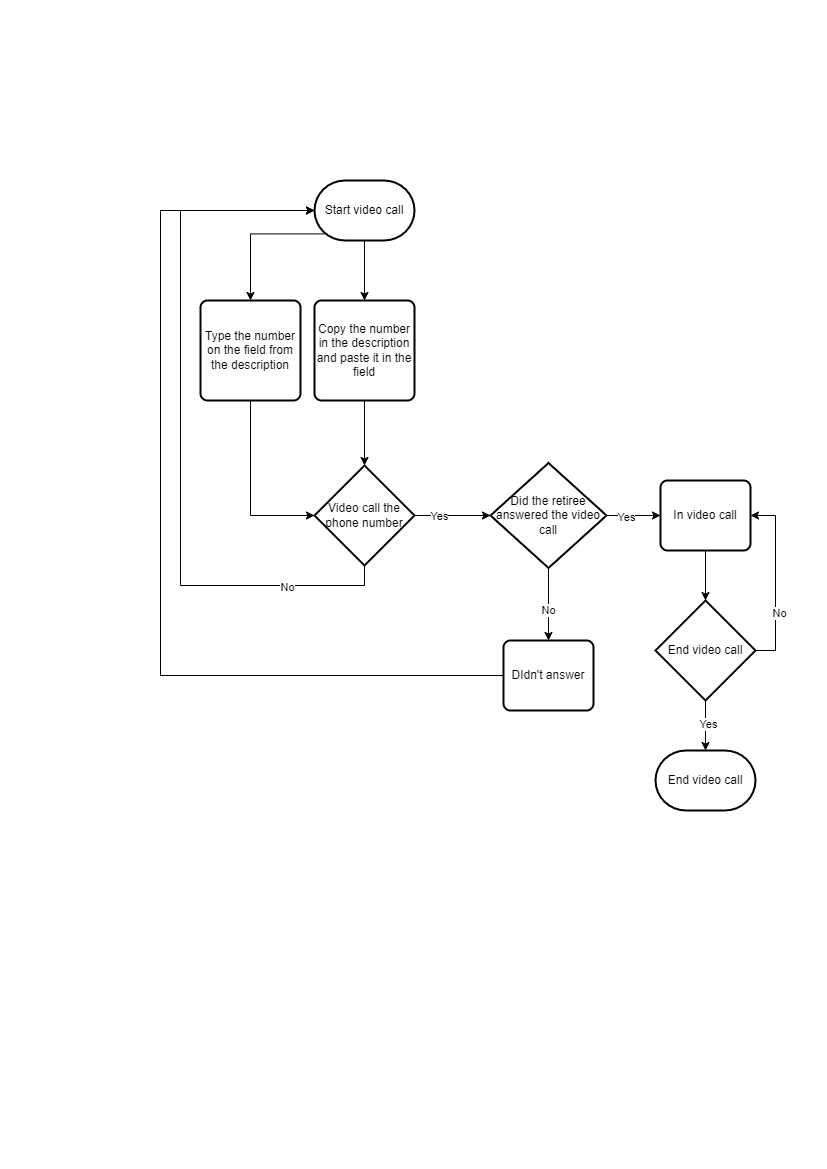 Start video call
Type the number
on the field from
the description
Copy the number
in the description
and paste it in the
field
Video call the
phone number
Yes
Did the retiree
answered the video
call
Yes
In video call
No
No
No
DIdn't answer
End video call
Yes
End video call